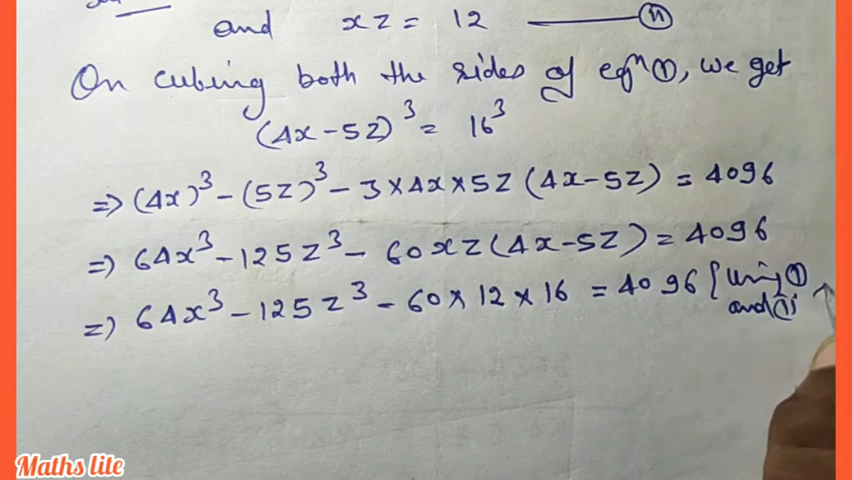 and xz = 12 —— (ii)
On cubing both the sides of eqⁿ (i), we get
(4x - 5z)³ = 16³
=> (4x)³ - (5z)³ - 3×4x×5z (4x-5z) = 4096
=> 64x³ - 125z³ - 60xz (4x-5z) = 4096
=> 64x³ - 125z³ - 60 × 12 × 16 = 4096 [Using (i)
and (ii)
Maths lite